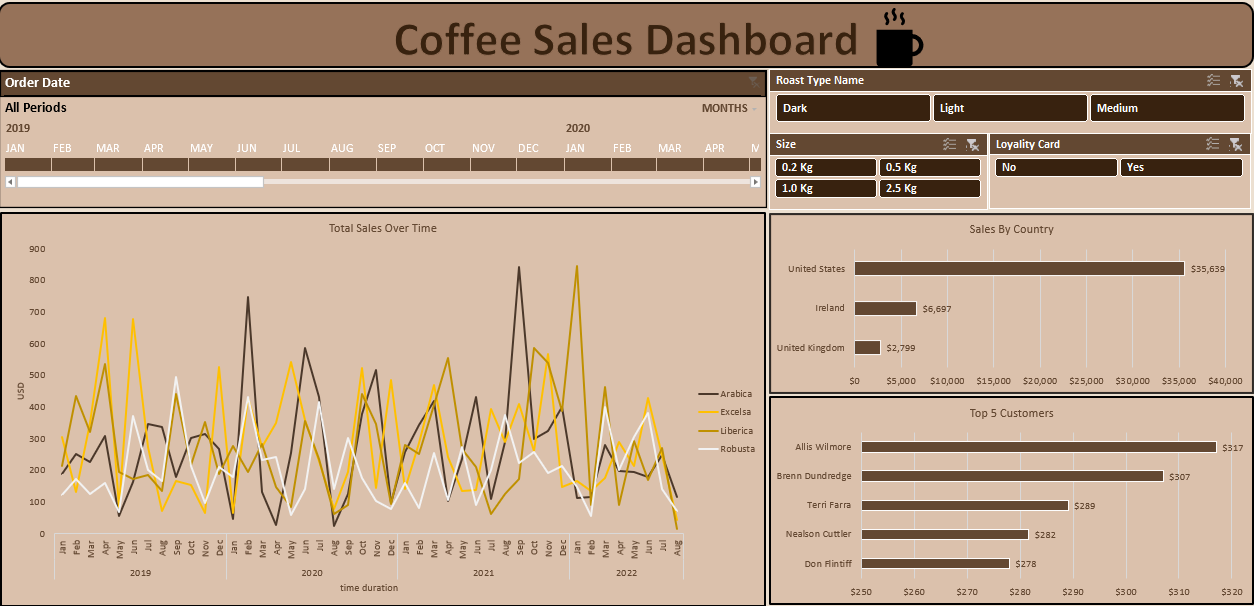 Coffee Sales Dashboard
Order Date
All Periods
MONTHS
2019 2020
JAN FEB MAR APR MAY JUN JUL AUG SEP OCT NOV DEC JAN FEB MAR APR M
Roast Type Name
Dark Light Medium
Size
0.2 Kg 0.5 Kg
1.0 Kg 2.5 Kg
Loyality Card
No Yes
Total Sales Over Time
900
800
700
600
500
400
300
200
100
0
USD
Arabica
Excelsa
Liberica
Robusta
Jan Feb Mar Apr May Jun Jul Aug Sep Oct Nov Dec Jan Feb Mar Apr May Jun Jul Aug Sep Oct Nov Dec Jan Feb Mar Apr May Jun Jul Aug Sep Oct Nov Dec Jan Feb Mar Apr May Jun Jul Aug
2019 2020 2021 2022
time duration
Sales By Country
United States $35,639
Ireland $6,697
United Kingdom $2,799
$0 $5,000 $10,000 $15,000 $20,000 $25,000 $30,000 $35,000 $40,000
Top 5 Customers
Allis Wilmore $317
Brenn Dundredge $307
Terri Farra $289
Nealson Cuttler $282
Don Flintiff $278
$250 $260 $270 $280 $290 $300 $310 $320